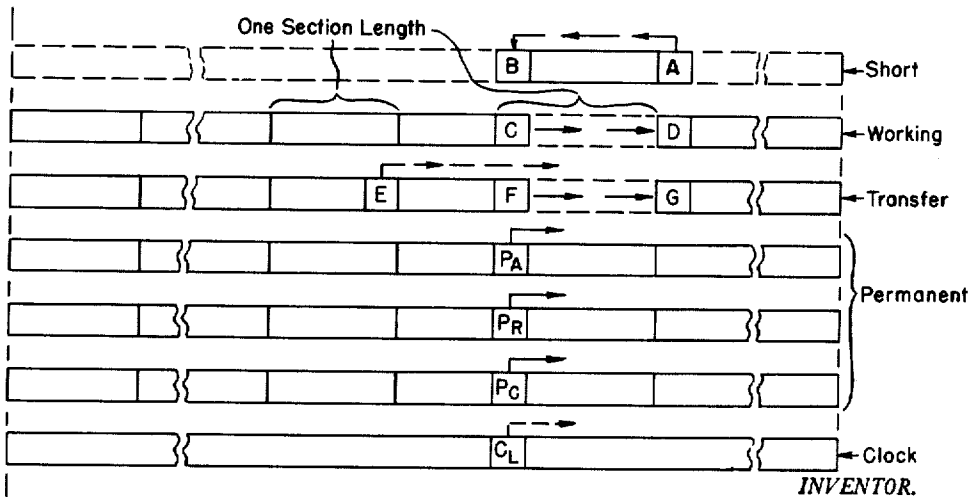 One Section Length
B A Short
C D Working
E F G Transfer
PA
PR Permanent
PC
CL Clock
INVENTOR.